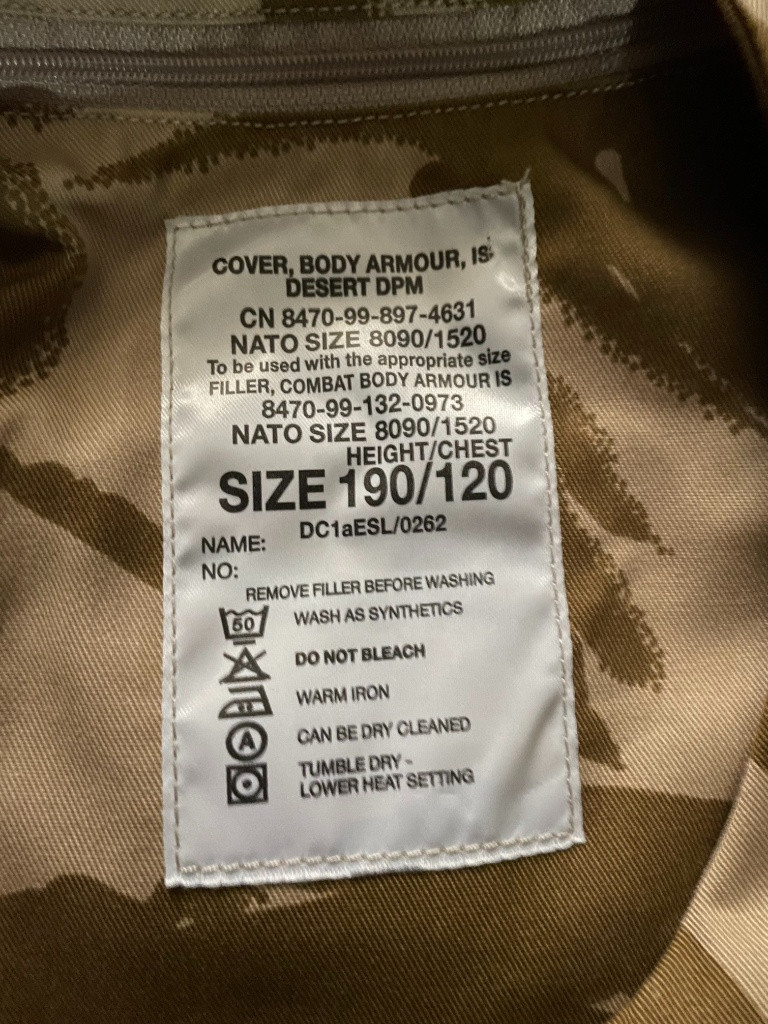 COVER, BODY ARMOUR, IS
DESERT DPM
CN 8470-99-897-4631
NATO SIZE 8090/1520
To be used with the appropriate size
FILLER, COMBAT BODY ARMOUR IS
8470-99-132-0973
NATO SIZE 8090/1520
HEIGHT/CHEST
SIZE 190/120
DC1aESL/0262
NAME:
NO:
REMOVE FILLER BEFORE WASHING
50 WASH AS SYNTHETICS
DO NOT BLEACH
WARM IRON
A CAN BE DRY CLEANED
TUMBLE DRY -
LOWER HEAT SETTING